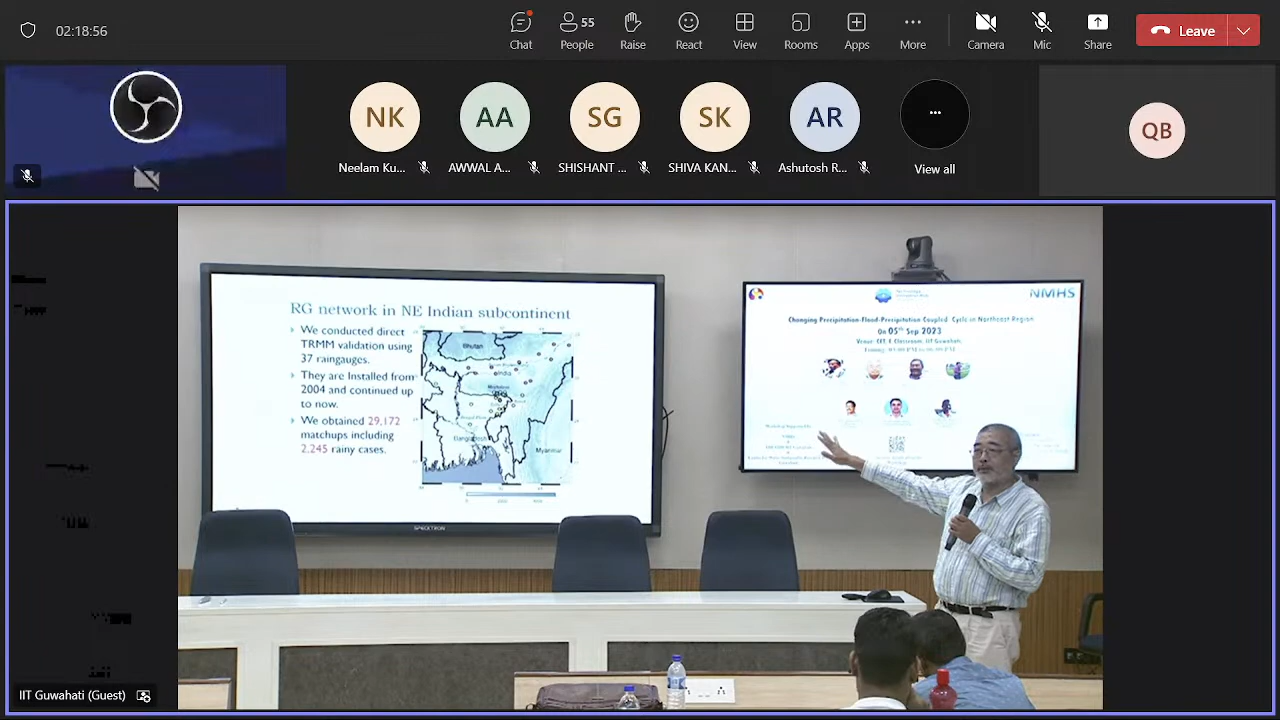 02:18:56
Chat
55
People
Raise
React
View
Rooms
Apps
More
Camera
Mic
Share
Leave
NK
AA
SG
SK
AR
QB
Neelam Ku...
AWWAL A...
SHISHANT ...
SHIVA KAN...
Ashutosh R...
View all
RG network in NE Indian subcontinent
We conducted direct
TRMM validation using
37 raingauges.
They are Installed from
2004 and continued up
to now.
We obtained 29,172
matchups including
2,245 rainy cases.
Bhutan
India
Bangladesh
Myanmar
SPECKTRON
NMHS
Changing Precipitation-Flood-Precipitation Coupled Cycle in Northeast Region
On 05th Sep 2023
IIT Guwahati (Guest)